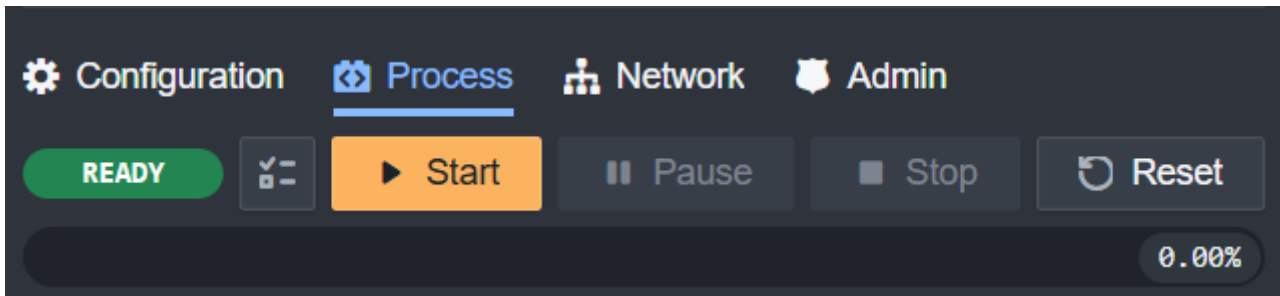 Configuration Process Network Admin
READY Start Pause Stop Reset
0.00%